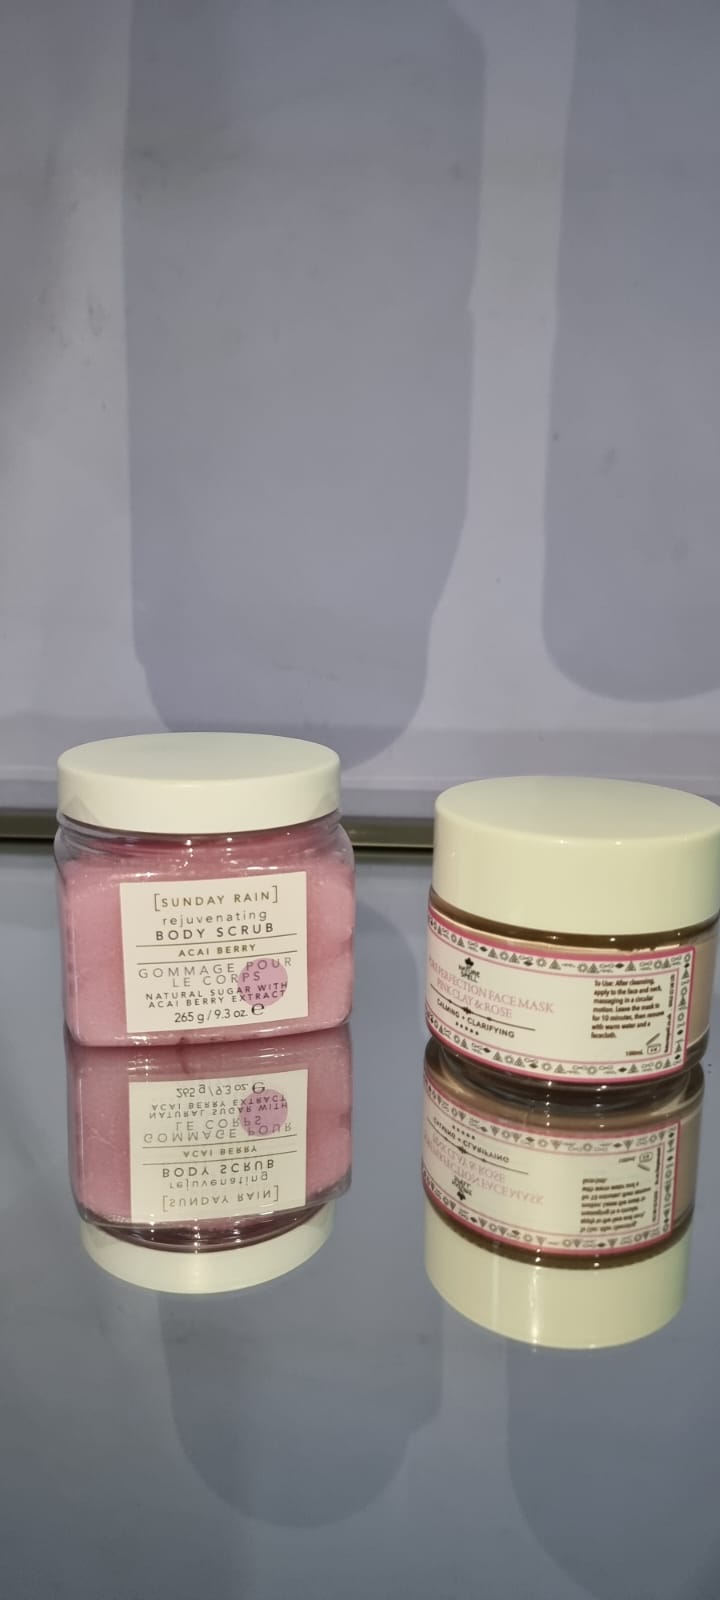 [SUNDAY RAIN]
rejuvenating
BODY SCRUB
ACAI BERRY
GOMMAGE POUR
LE CORPS
NATURAL SUGAR WITH
ACAI BERRY EXTRACT
265 g / 9.3 oz. e
NATURE
SPELL
PERFECTION FACE MASK
PINK CLAY & ROSE
CALMING • CLARIFYING
To Use: After cleansing,
apply to the face and neck,
massaging in a circular
motion. Leave the mask in
for 10 minutes, then remove
with warm water and a
facecloth.
100ml